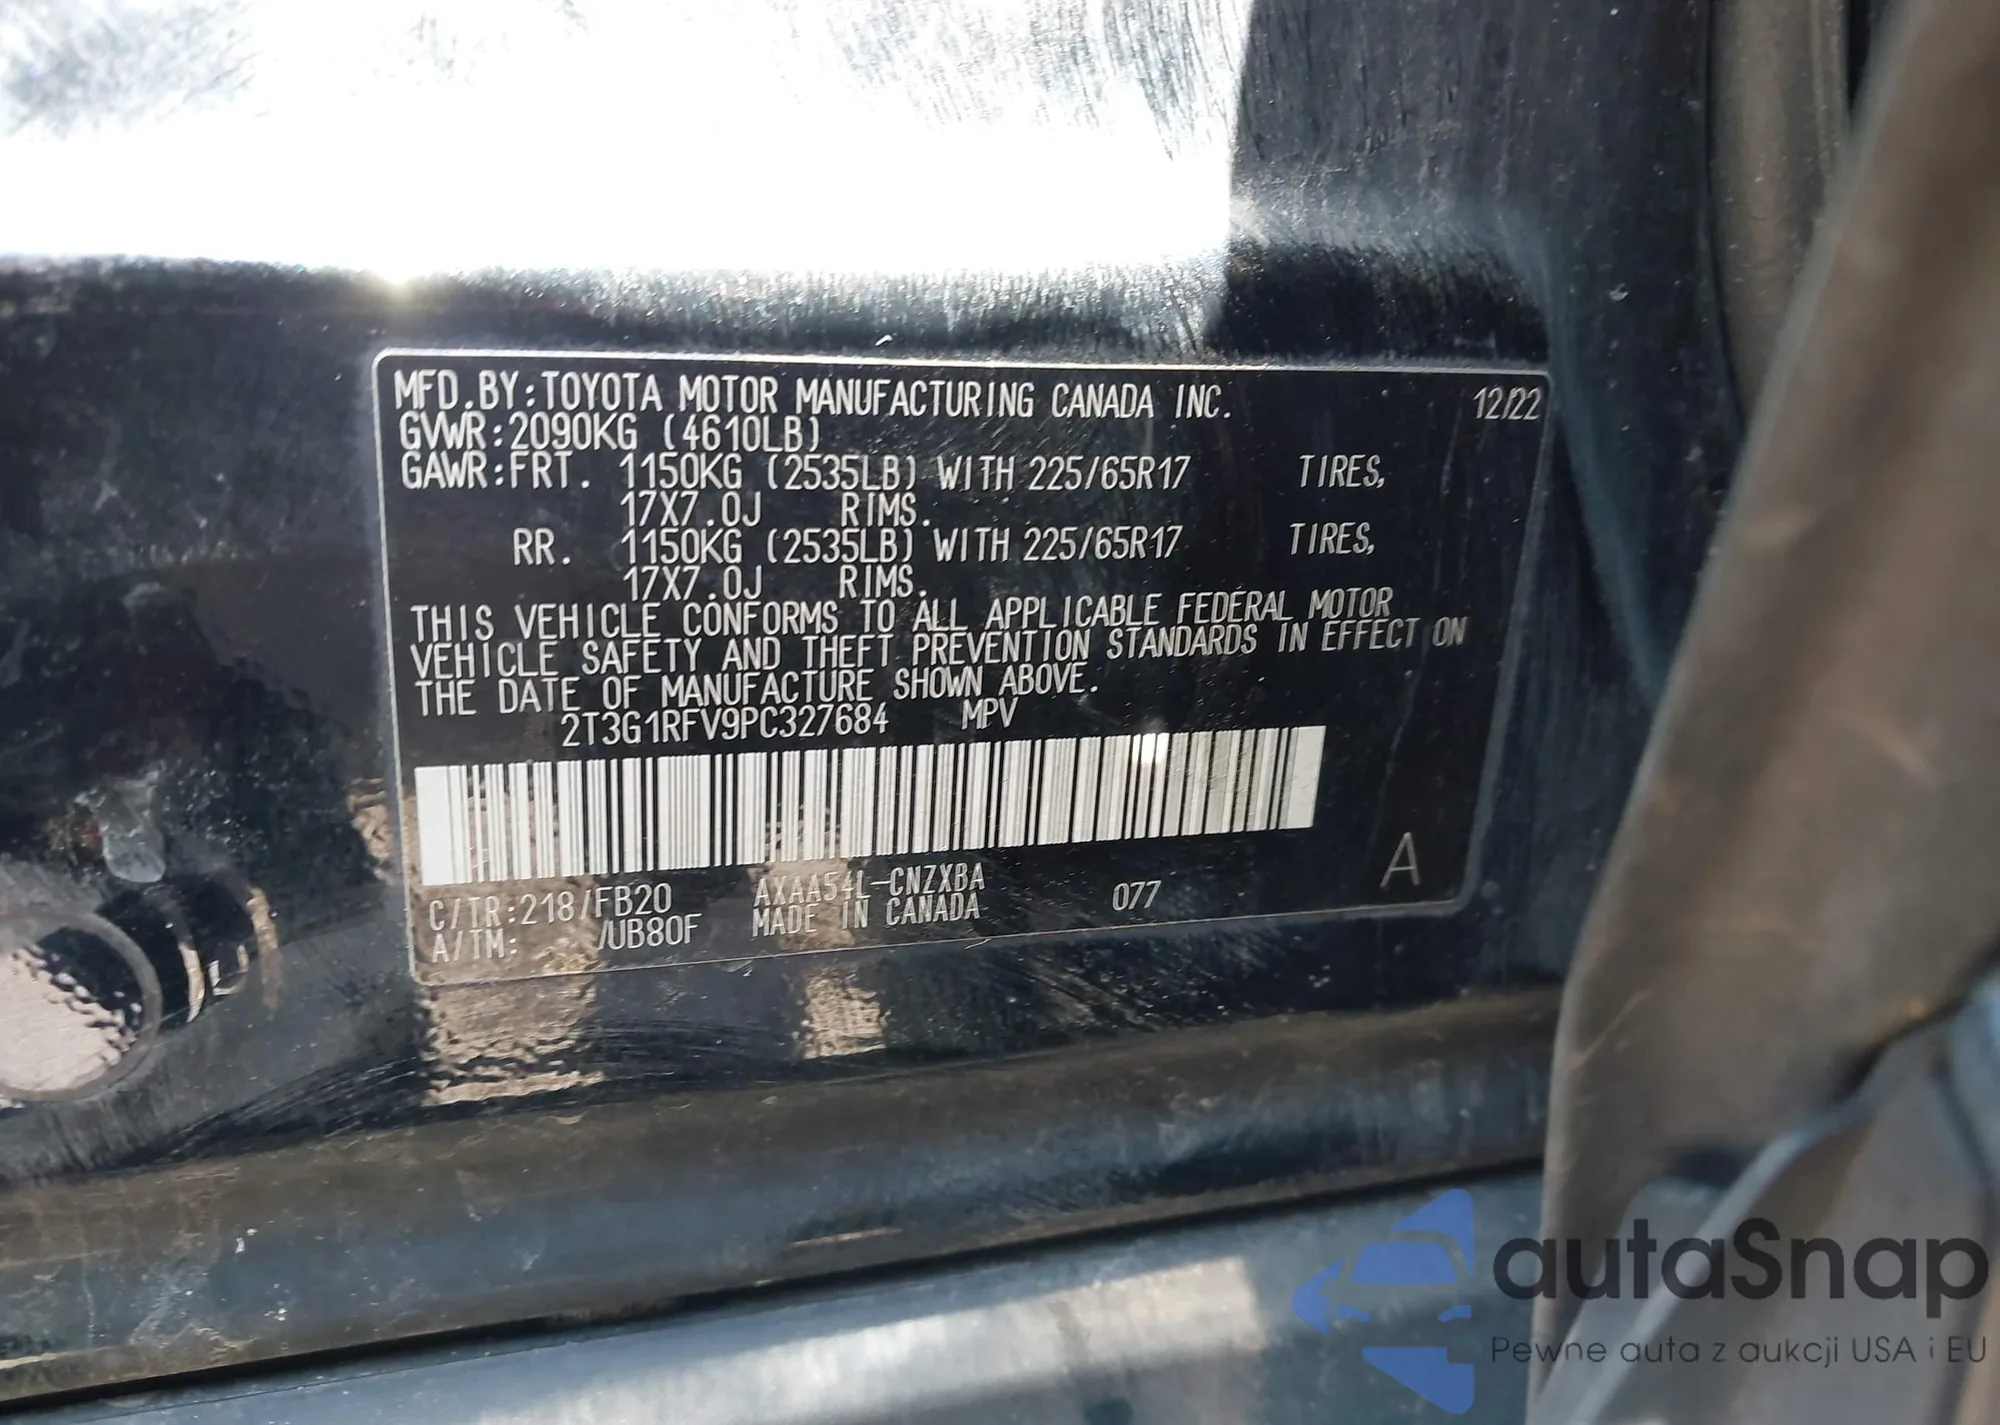 MFD.BY:TOYOTA MOTOR MANUFACTURING CANADA INC. 12/22
GVWR:2090KG (4610LB)
GAWR:FRT. 1150KG (2535LB) WITH 225/65R17 TIRES,
17X7.0J RIMS.
RR. 1150KG (2535LB) WITH 225/65R17 TIRES,
17X7.0J RIMS.
THIS VEHICLE CONFORMS TO ALL APPLICABLE FEDERAL MOTOR
VEHICLE SAFETY AND THEFT PREVENTION STANDARDS IN EFFECT ON
THE DATE OF MANUFACTURE SHOWN ABOVE.
2T3G1RFV9PC327684 MPV
C/TR:218/FB20 AXAA54L-CNZXBA 077 A
A/TM: /UB80F MADE IN CANADA
autaSnap
Pewne auta z aukcji USA i EU